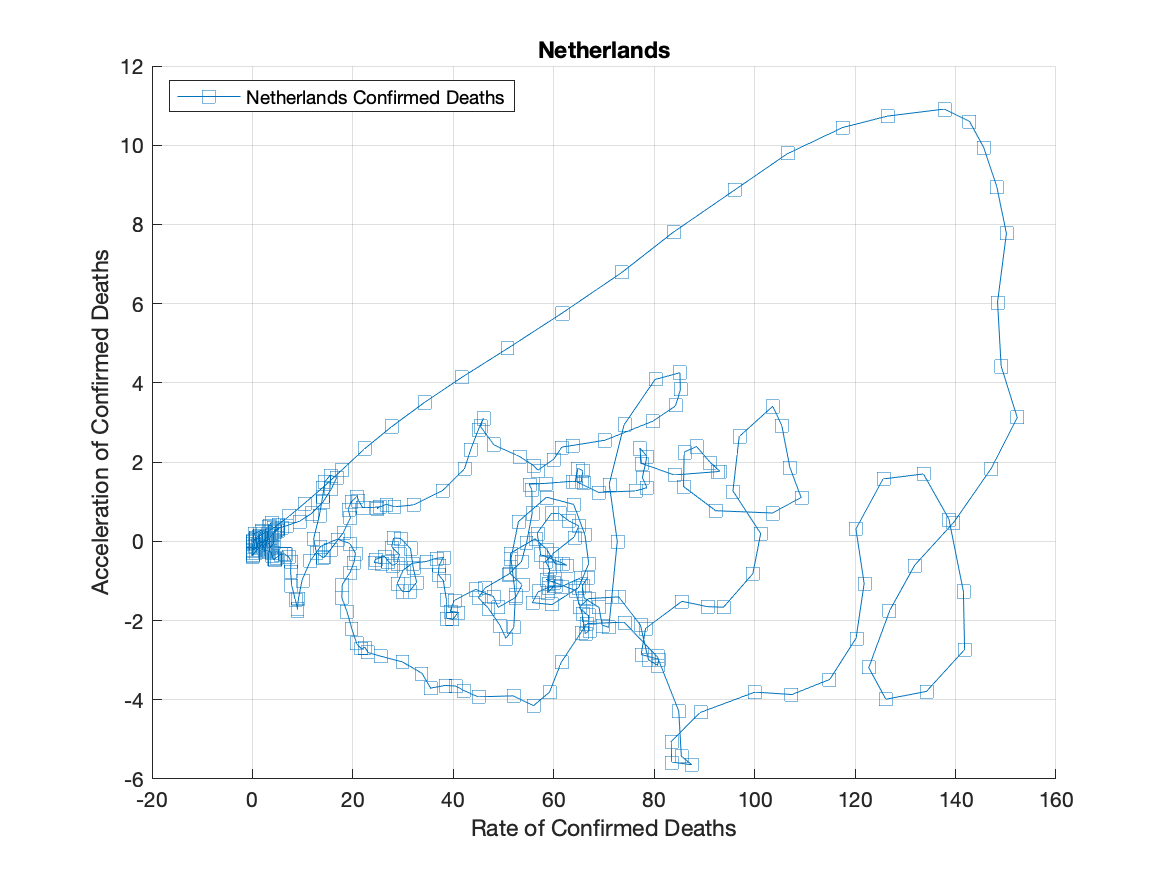 Netherlands
Netherlands Confirmed Deaths
12
10
8
6
4
2
0
-2
-4
-6
Acceleration of Confirmed Deaths
-20 0 20 40 60 80 100 120 140 160
Rate of Confirmed Deaths